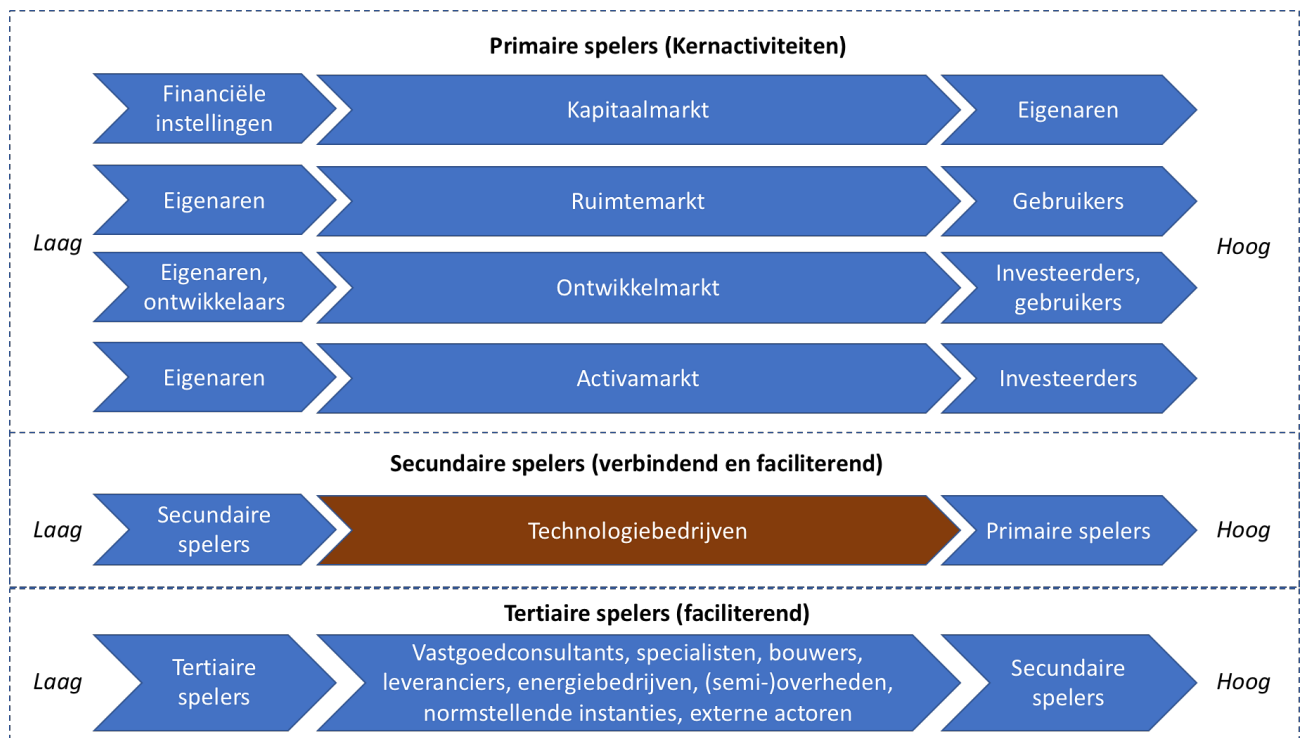 Primaire spelers (Kernactiviteiten)
Financiële
instellingen
Kapitaalmarkt
Eigenaren
Eigenaren
Ruimtemarkt
Gebruikers
Laag
Hoog
Eigenaren,
ontwikkelaars
Ontwikkelmarkt
Investeerders,
gebruikers
Eigenaren
Activamarkt
Investeerders
Secundaire spelers (verbindend en faciliterend)
Laag
Secundaire
spelers
Technologiebedrijven
Primaire spelers
Hoog
Tertiaire spelers (faciliterend)
Laag
Tertiaire
spelers
Vastgoedconsultants, specialisten, bouwers,
leveranciers, energiebedrijven, (semi-)overheden,
normstellende instanties, externe actoren
Secundaire
spelers
Hoog